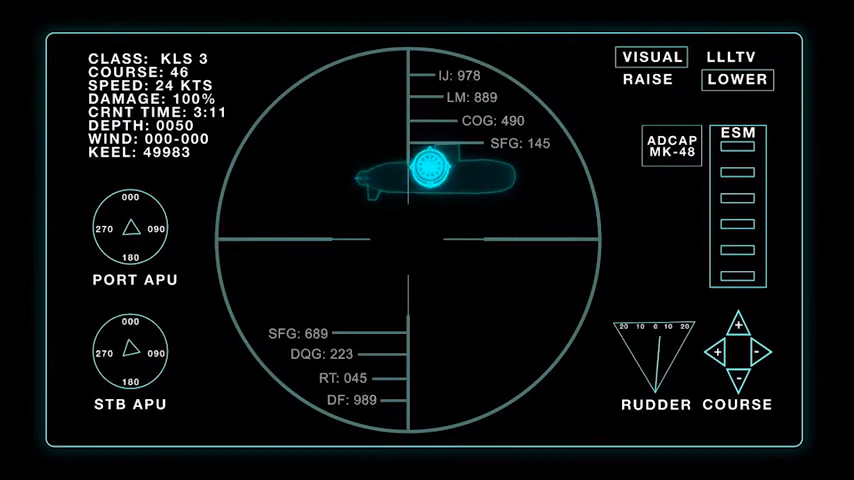 CLASS: KLS 3
COURSE: 46
SPEED: 24 KTS
DAMAGE: 100%
CRNT TIME: 3:11
DEPTH: 0050
WIND: 000-000
KEEL: 49983
000
270 090
180
PORT APU
000
270 090
180
STB APU
IJ: 978
LM: 889
COG: 490
SFG: 145
SFG: 689
DQG: 223
RT: 045
DF: 989
VISUAL LLLTV
RAISE LOWER
ADCAP
MK-48
ESM
20 10 0 10 20
RUDDER
+
+ -
-
COURSE